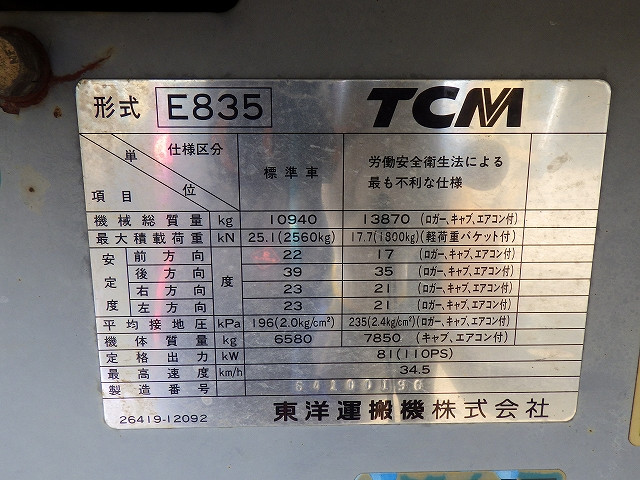 形式 E835 TCM
単位 項目 仕様区分 標準車 労働安全衛生法による
最も不利な仕様
機械総質量 kg 10940 13870 (ロガー、キャブ、エアコン付)
最大積載荷重 kN 25.1(2560kg) 17.7(1800kg) (軽荷重バケット付)
安定度 前方向 度 22 17 (ロガー、キャブ、エアコン付)
後方向 39 35 (ロガー、キャブ、エアコン付)
右方向 23 21 (ロガー、キャブ、エアコン付)
左方向 23 21 (ロガー、キャブ、エアコン付)
平均接地圧 kPa 196(2.0kg/cm²) 235(2.4kg/cm²) (ロガー、キャブ、エアコン付)
機体質量 kg 6580 7850 (キャブ、エアコン付)
定格出力 kW 81(110PS)
最高速度 km/h 34.5
製造番号
26419-12092 東洋運搬機株式会社